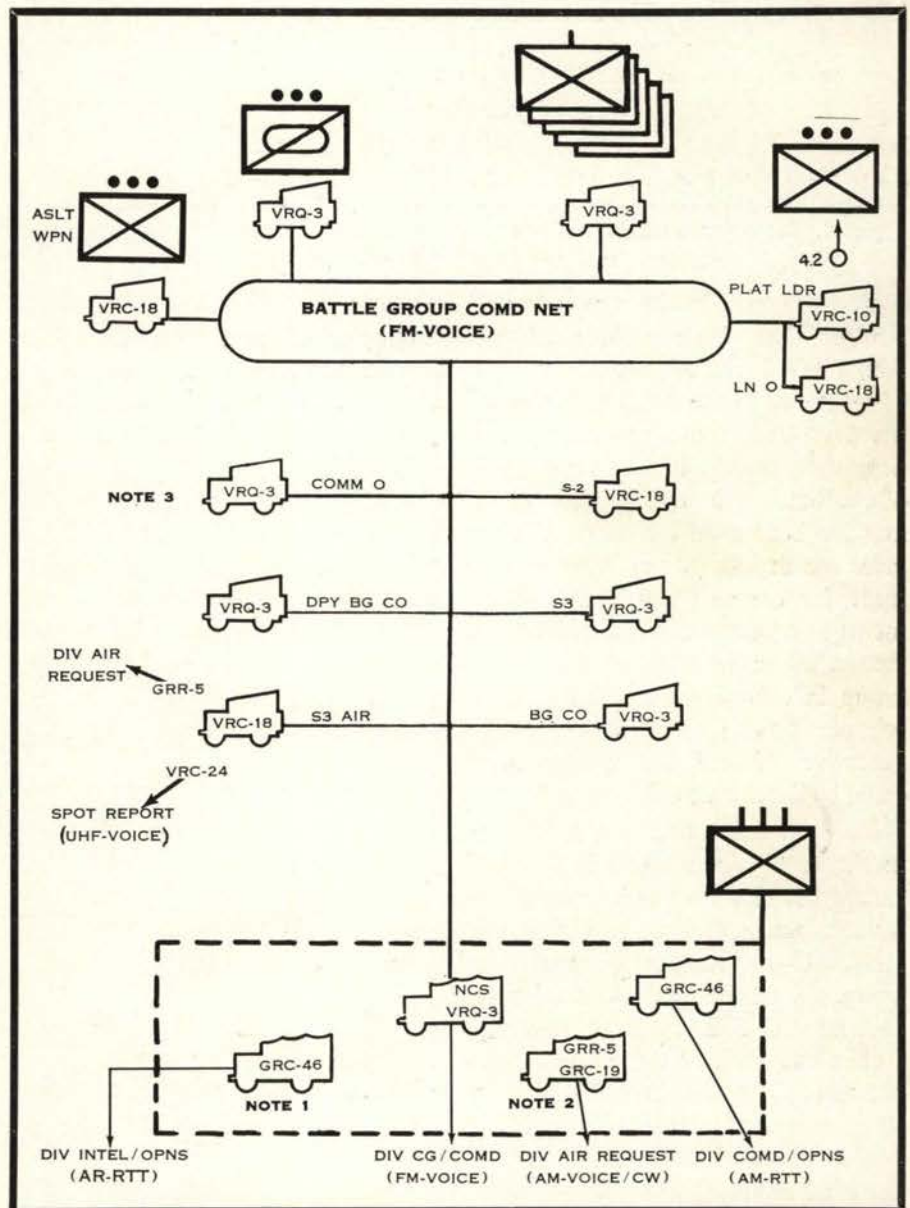 ASLT
WPN
VRQ-3
VRQ-3
4.2
VRC-18
BATTLE GROUP COMD NET
(FM-VOICE)
PLAT LDR
VRC-10
LN O
VRC-18
NOTE 3
VRQ-3
COMM O
S-2
VRC-18
VRQ-3
DPY BG CO
S3
VRQ-3
DIV AIR
REQUEST
GRR-5
VRC-18
S3 AIR
BG CO
VRQ-3
VRC-24
SPOT REPORT
(UHF-VOICE)
NCS
VRQ-3
GRC-46
GRC-46
NOTE 1
GRR-5
GRC-19
NOTE 2
DIV INTEL/OPNS
(AR-RTT)
DIV CG/COMD
(FM-VOICE)
DIV AIR REQUEST
(AM-VOICE/CW)
DIV COMD/OPNS
(AM-RTT)